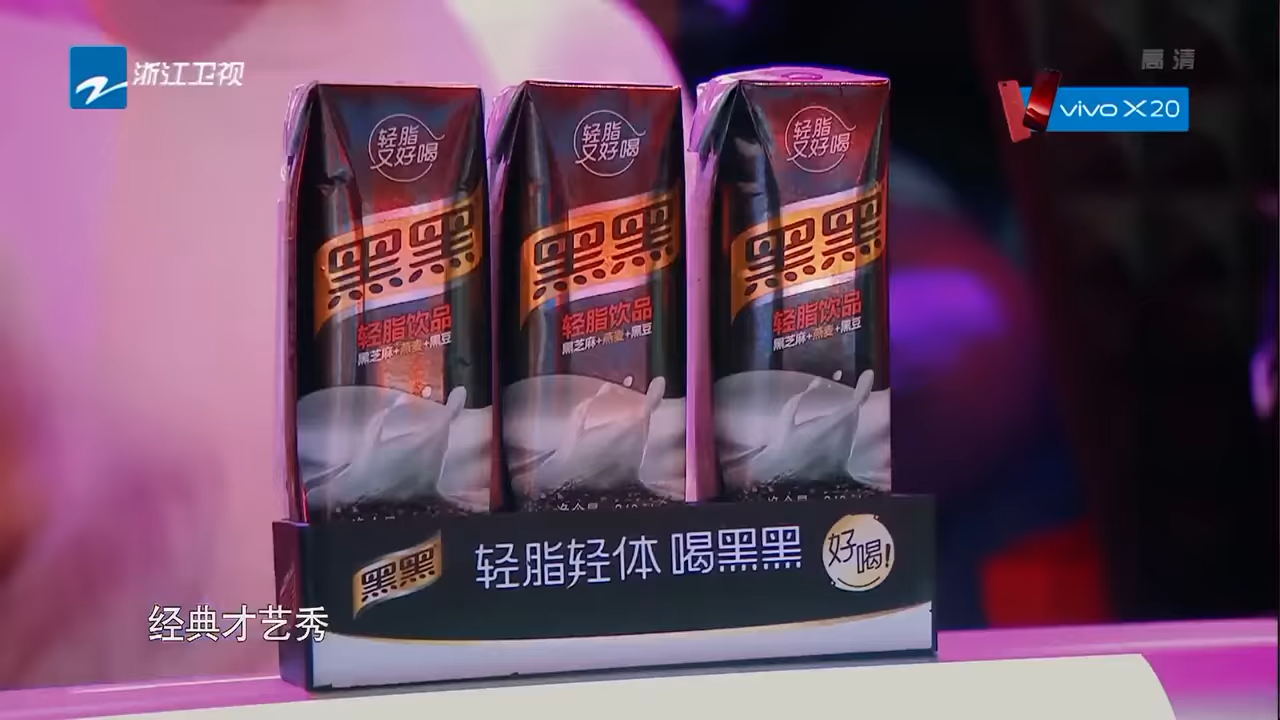 浙江卫视
高清
vivo X20
轻脂
又好喝
黑黑
轻脂饮品
黑芝麻+燕麦+黑豆
轻脂
又好喝
黑黑
轻脂饮品
黑芝麻+燕麦+黑豆
轻脂
又好喝
黑黑
轻脂饮品
黑芝麻+燕麦+黑豆
黑黑
轻脂轻体 喝黑黑
好喝!
经典才艺秀